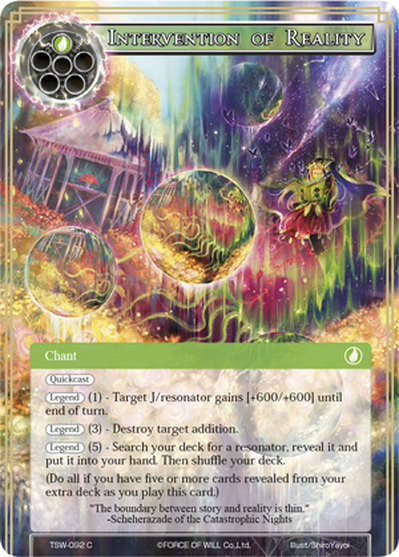 Intervention of Reality
Chant
Quickcast
Legend (1) - Target J/resonator gains [+600/+600] until
end of turn.
Legend (3) - Destroy target addition.
Legend (5) - Search your deck for a resonator, reveal it and
put it into your hand. Then shuffle your deck.
(Do all if you have five or more cards revealed from your
extra deck as you play this card.)
"The boundary between story and reality is thin."
-Scheherazade of the Catastrophic Nights
TSW-092 C ©FORCE OF WILL Co.,Ltd. Illust/ShiroYayoi